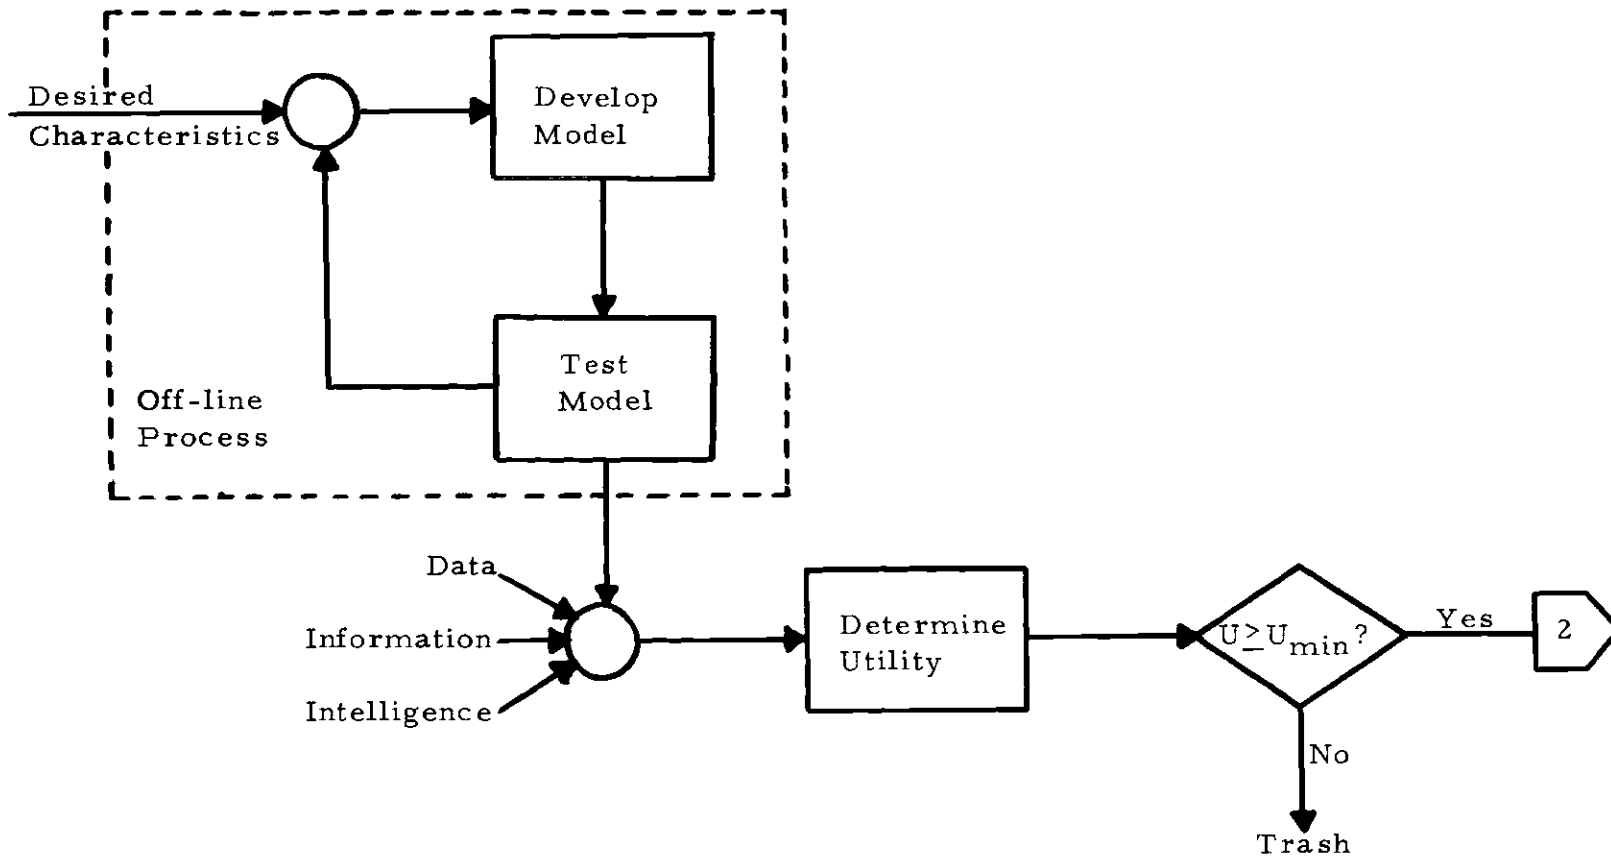 Desired
Characteristics
Develop
Model
Test
Model
Off-line
Process
Data
Information
Intelligence
Determine
Utility
U≥Umin?
Yes
2
No
Trash